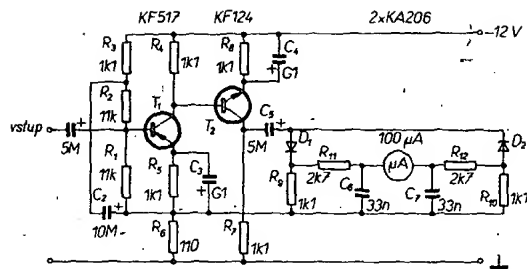 KF517 KF124 2xKA206
-12 V
R3 1k1
R4 1k1
R8 1k1
C4 G1
R2 11k
T1
T2
C5 5M
D1
100 µA
D2
vstup
5M
R11 2k7
µA
R12 2k7
R1 11k
R5 1k1
C3 G1
R9 1k1
C6 33n
C7 33n
R10 1k1
C2 10M
R6 110
R7 1k1